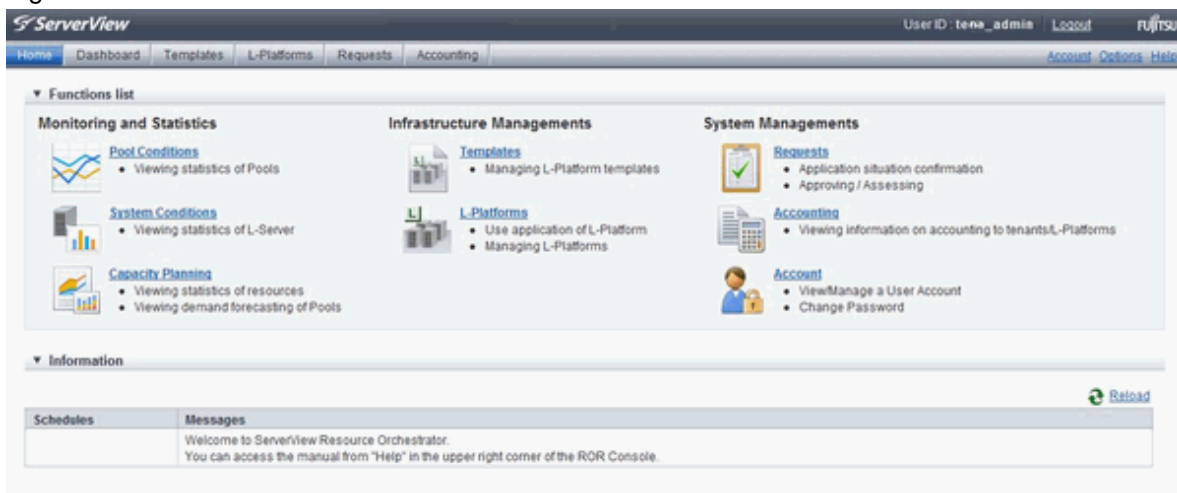 ServerView User ID : tena_admin Logout FUJITSU
Home Dashboard Templates L-Platforms Requests Accounting Account Options Help
▼ Functions list
Monitoring and Statistics
Pool Conditions
• Viewing statistics of Pools
System Conditions
• Viewing statistics of L-Server
Capacity Planning
• Viewing statistics of resources
• Viewing demand forecasting of Pools
Infrastructure Managements
Templates
• Managing L-Platform templates
L-Platforms
• Use application of L-Platform
• Managing L-Platforms
System Managements
Requests
• Application situation confirmation
• Approving / Assessing
Accounting
• Viewing information on accounting to tenants/L-Platforms
Account
• View/Manage a User Account
• Change Password
▼ Information
Reload
Schedules Messages
Welcome to ServerView Resource Orchestrator.
You can access the manual from "Help" in the upper right corner of the ROR Console.